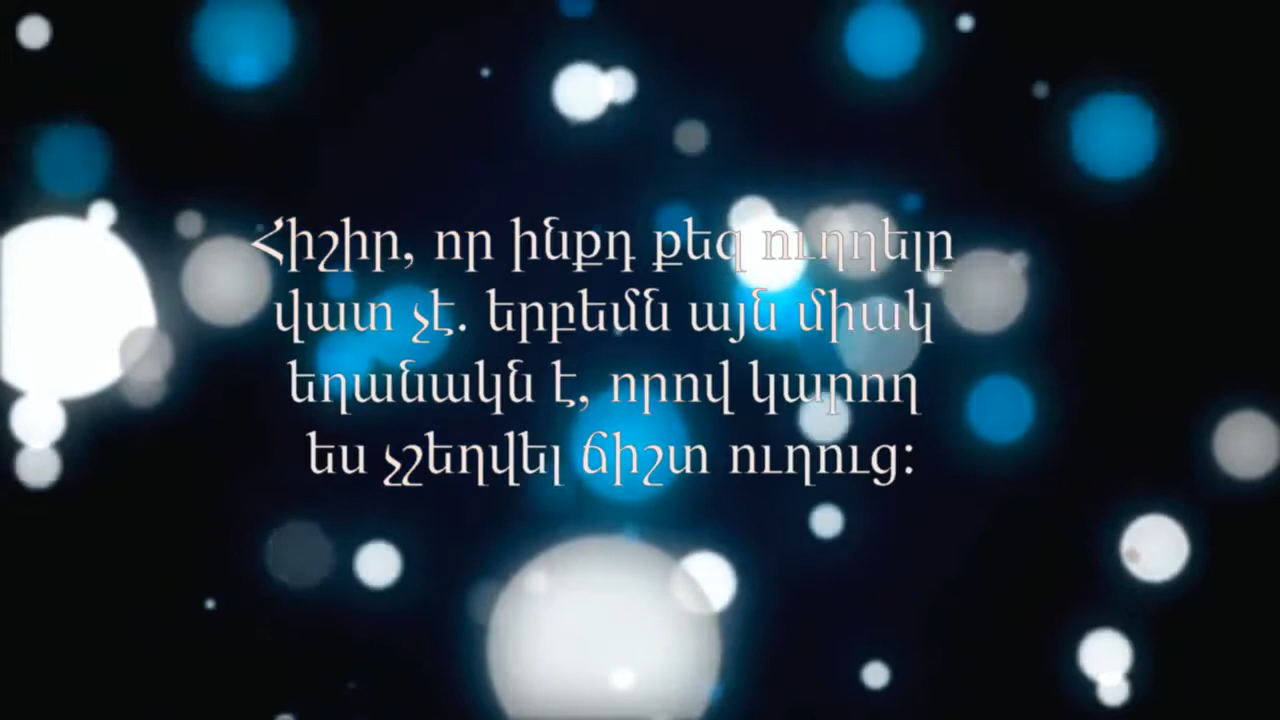 Հիշիր, որ ինքդ քեզ ուղղելը
վատ չէ. երբեմն այն միակ
եղանակն է, որով կարող
ես չշեղվել ճիշտ ուղուց: